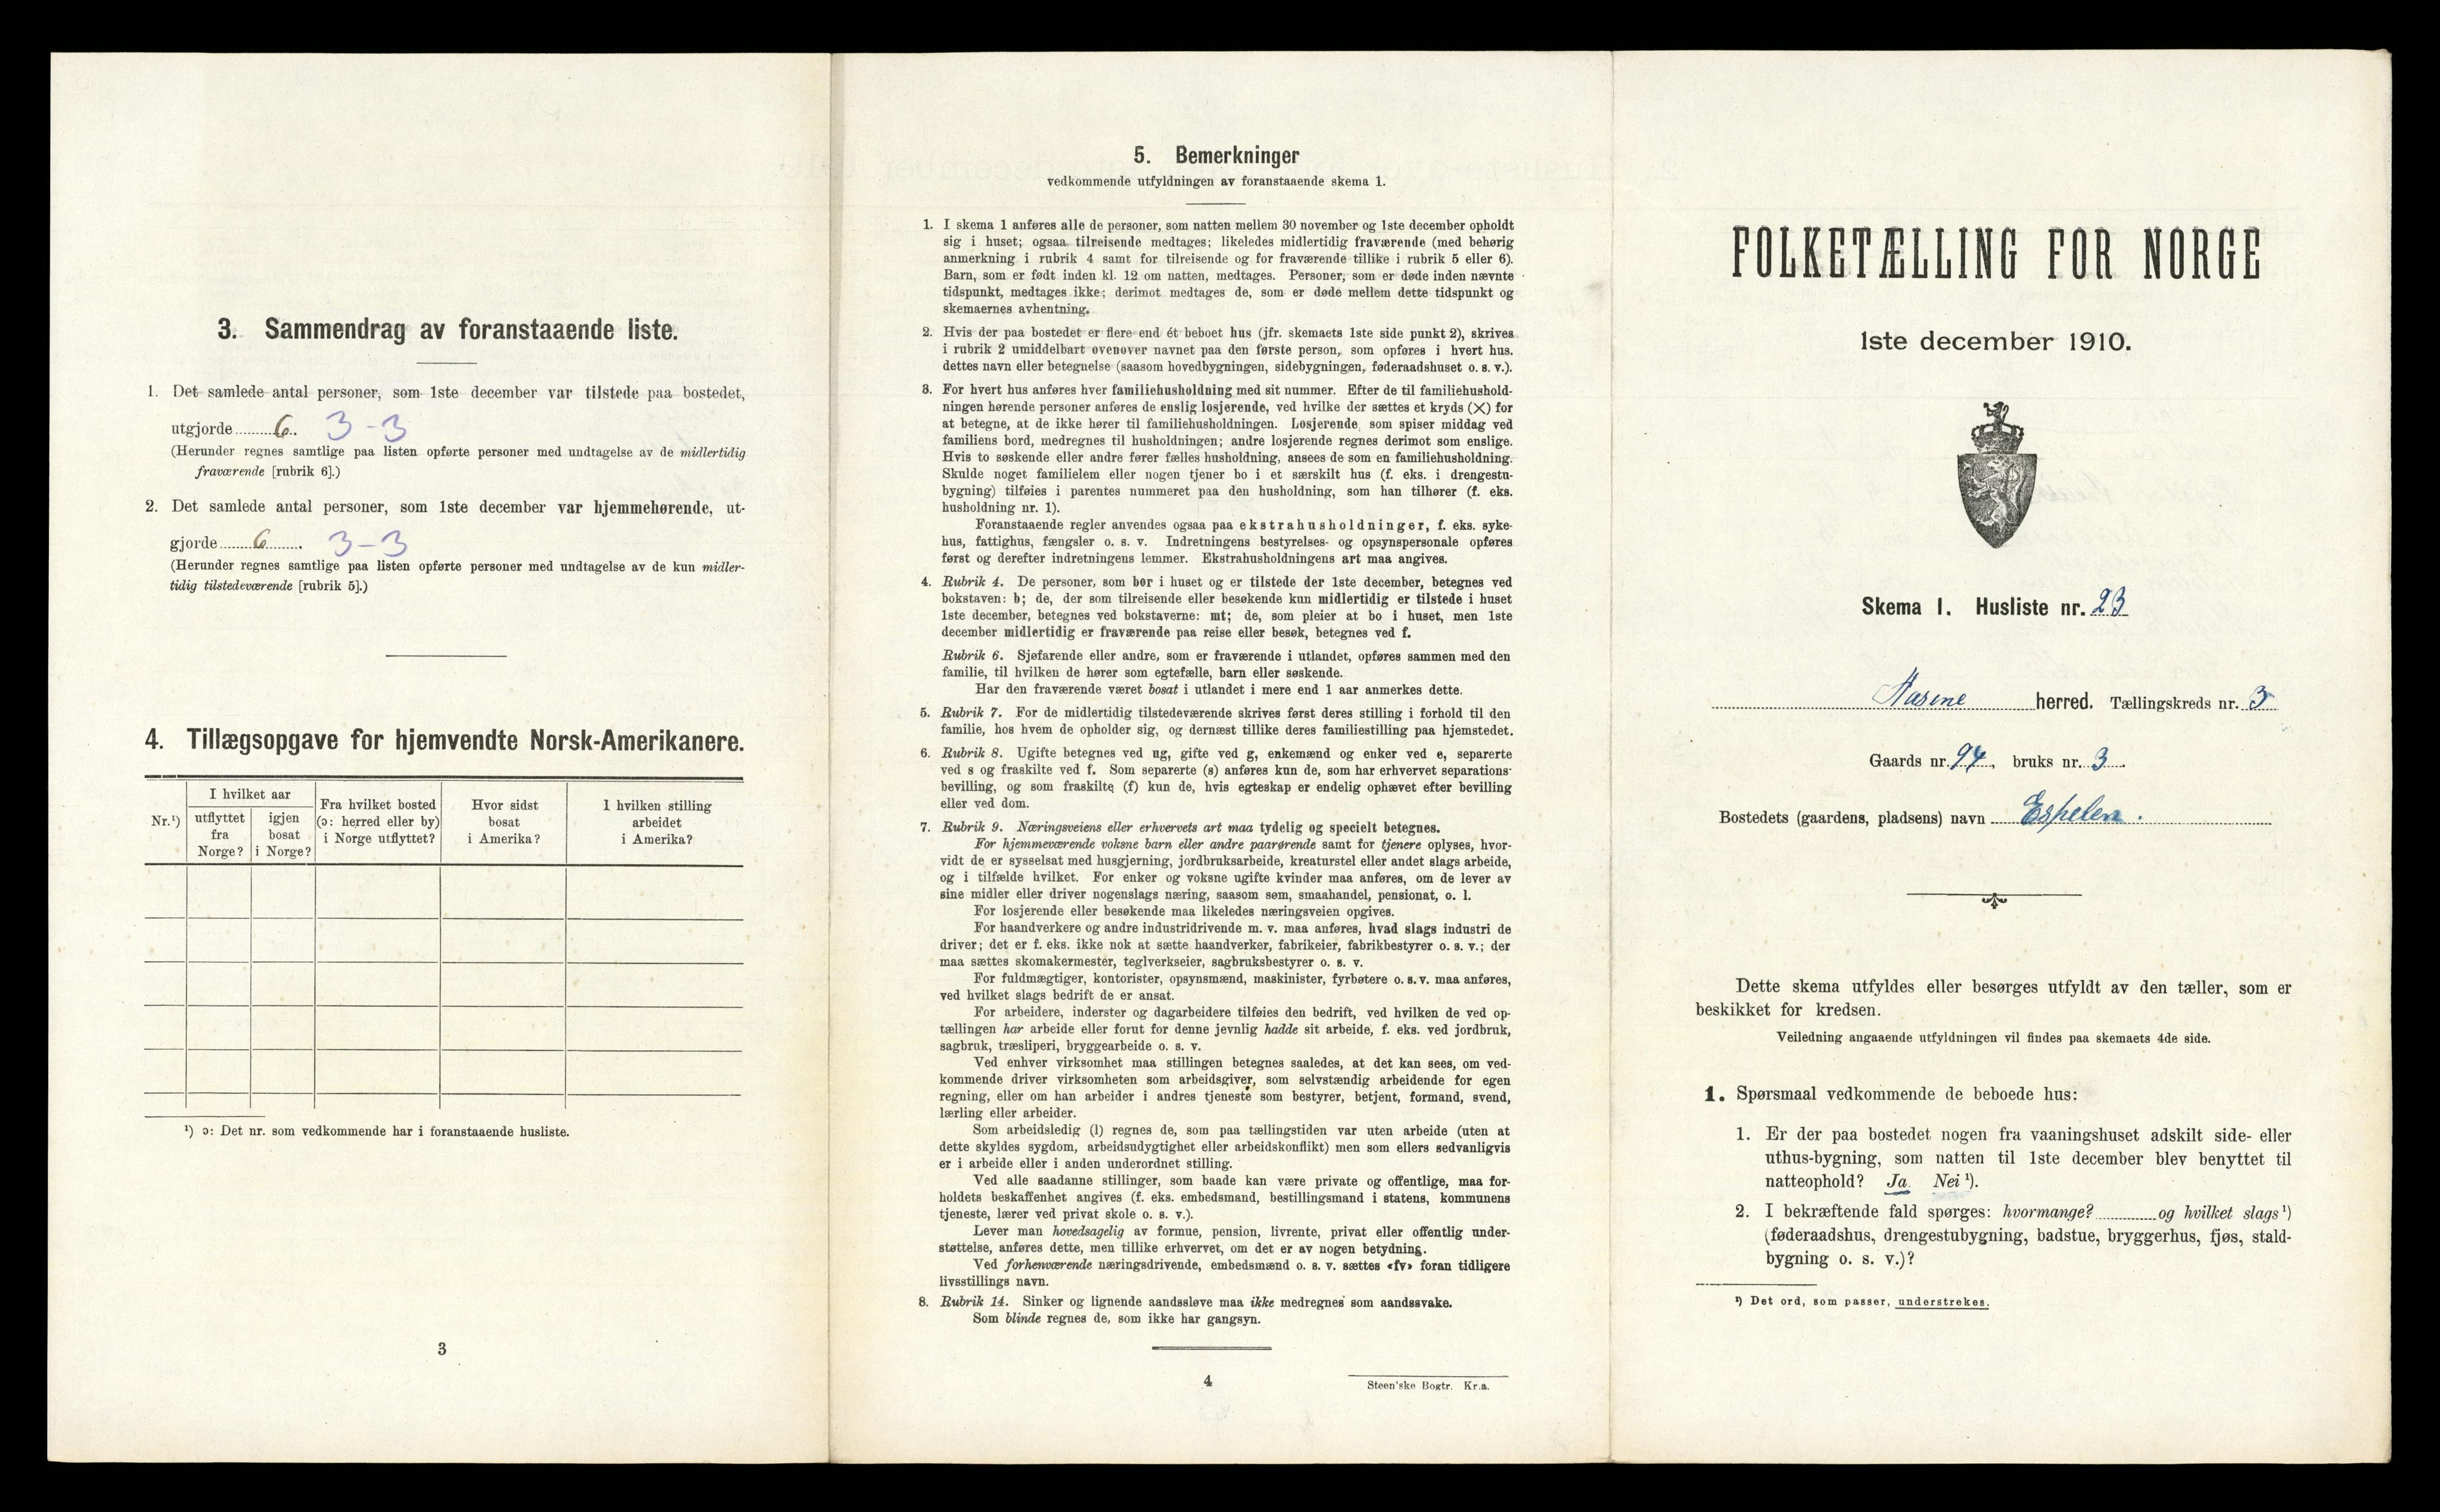 3. Sammendrag av foranstaaende liste.
1. Det samlede antal personer, som 1ste december var tilstede paa bostedet,
utgjorde 6. 3-3
(Herunder regnes samtlige paa listen opførte personer med undtagelse av de midlertidig
fraværende [rubrik 6].)
2. Det samlede antal personer, som 1ste december var hjemmehørende, ut-
gjorde 6. 3-3
(Herunder regnes samtlige paa listen opførte personer med undtagelse av de kun midler-
tidig tilstedeværende [rubrik 5].)
4. Tillægsopgave for hjemvendte Norsk-Amerikanere.
Nr.¹)
I hvilket aar
utflyttet
fra
Norge?
igjen
bosat
i Norge?
Fra hvilket bosted
(ɔ: herred eller by)
i Norge utflyttet?
Hvor sidst
bosat
i Amerika?
I hvilken stilling
arbeidet
i Amerika?
¹) ɔ: Det nr. som vedkommende har i foranstaaende husliste.
3
5. Bemerkninger
vedkommende utfyldningen av foranstaaende skema 1.
1. I skema 1 anføres alle de personer, som natten mellem 30 november og 1ste december opholdt
sig i huset; ogsaa tilreisende medtages; likeledes midlertidig fraværende (med behørig
anmerkning i rubrik 4 samt for tilreisende og for fraværende tillike i rubrik 5 eller 6).
Barn, som er født inden kl. 12 om natten, medtages. Personer, som er døde inden nævnte
tidspunkt, medtages ikke; derimot medtages de, som er døde mellem dette tidspunkt og
skemaernes avhentning.
2. Hvis der paa bostedet er flere end ét beboet hus (jfr. skemaets 1ste side punkt 2), skrives
i rubrik 2 umiddelbart ovenover navnet paa den første person, som opføres i hvert hus.
dettes navn eller betegnelse (saasom hovedbygningen, sidebygningen, føderaadshuset o. s. v.).
3. For hvert hus anføres hver familiehusholdning med sit nummer. Efter de til familiehushold-
ningen hørende personer anføres de enslig losjerende, ved hvilke der sættes et kryds (×) for
at betegne, at de ikke hører til familiehusholdningen. Losjerende, som spiser middag ved
familiens bord, medregnes til husholdningen; andre losjerende regnes derimot som enslige.
Hvis to søskende eller andre fører fælles husholdning, ansees de som en familiehusholdning.
Skulde noget familielem eller nogen tjener bo i et særskilt hus (f. eks. i drengestu-
bygning) tilføies i parentes nummeret paa den husholdning, som han tilhører (f. eks.
husholdning nr. 1).
Foranstaaende regler anvendes ogsaa paa ekstrahusholdninger, f. eks. syke-
hus, fattighus, fængsler o. s. v. Indretningens bestyrelses- og opsynspersonale opføres
først og derefter indretningens lemmer. Ekstrahusholdningens art maa angives.
4. Rubrik 4. De personer, som bor i huset og er tilstede der 1ste december, betegnes ved
bokstaven: b; de, der som tilreisende eller besøkende kun midlertidig er tilstede i huset
1ste december, betegnes ved bokstaverne: mt; de, som pleier at bo i huset, men 1ste
december midlertidig er fraværende paa reise eller besøk, betegnes ved f.
Rubrik 6. Sjøfarende eller andre, som er fraværende i utlandet, opføres sammen med den
familie, til hvilken de hører som egtefælle, barn eller søskende.
Har den fraværende været bosat i utlandet i mere end 1 aar anmerkes dette.
5. Rubrik 7. For de midlertidig tilstedeværende skrives først deres stilling i forhold til den
familie, hos hvem de opholder sig, og dernæst tillike deres familiestilling paa hjemstedet.
6. Rubrik 8. Ugifte betegnes ved ug, gifte ved g, enkemænd og enker ved e, separerte
ved s og fraskilte ved f. Som separerte (s) anføres kun de, som har erhvervet separations-
bevilling, og som fraskilte (f) kun de, hvis egteskap er endelig ophævet efter bevilling
eller ved dom.
7. Rubrik 9. Næringsveiens eller erhvervets art maa tydelig og specielt betegnes.
For hjemmeværende voksne barn eller andre paarørende samt for tjenere oplyses, hvor-
vidt de er sysselsat med husgjerning, jordbruksarbeide, kreaturstel eller andet slags arbeide,
og i tilfælde hvilket. For enker og voksne ugifte kvinder maa anføres, om de lever av
sine midler eller driver nogenslags næring, saasom søm, smaahandel, pensionat, o. l.
For losjerende eller besøkende maa likeledes næringsveien opgives.
For haandverkere og andre industridrivende m. v. maa anføres, hvad slags industri de
driver; det er f. eks. ikke nok at sætte haandverker, fabrikeier, fabrikbestyrer o. s. v.; der
maa sættes skomakermester, teglverkseier, sagbruksbestyrer o. s. v.
For fuldmægtiger, kontorister, opsynsmænd, maskinister, fyrbøtere o. s. v. maa anføres,
ved hvilket slags bedrift de er ansat.
For arbeidere, inderster og dagarbeidere tilføies den bedrift, ved hvilken de ved op-
tællingen har arbeide eller forut for denne jevnlig hadde sit arbeide, f. eks. ved jordbruk,
sagbruk, træsliperi, bryggearbeide o. s. v.
Ved enhver virksomhet maa stillingen betegnes saaledes, at det kan sees, om ved-
kommende driver virksomheten som arbeidsgiver, som selvstændig arbeidende for egen
regning, eller om han arbeider i andres tjeneste som bestyrer, betjent, formand, svend,
lærling eller arbeider.
Som arbeidsledig (l) regnes de, som paa tællingstiden var uten arbeide (uten at
dette skyldes sygdom, arbeidsudygtighet eller arbeidskonflikt) men som ellers sedvanligvis
er i arbeide eller i anden underordnet stilling.
Ved alle saadanne stillinger, som baade kan være private og offentlige, maa for-
holdets beskaffenhet angives (f. eks. embedsmand, bestillingsmand i statens, kommunens
tjeneste, lærer ved privat skole o. s. v.).
Lever man hovedsagelig av formue, pension, livrente, privat eller offentlig under-
støttelse, anføres dette, men tillike erhvervet, om det er av nogen betydning.
Ved forhenværende næringsdrivende, embedsmænd o. s. v. sættes «fv» foran tidligere
livsstillings navn.
8. Rubrik 14. Sinker og lignende aandssløve maa ikke medregnes som aandssvake.
Som blinde regnes de, som ikke har gangsyn.
4
Steen'ske Bogtr. Kr.a.
FOLKETÆLLING FOR NORGE
1ste december 1910.
Skema 1. Husliste nr. 23
Aasene herred. Tællingskreds nr. 3
Gaards nr. 94, bruks nr. 3.
Bostedets (gaardens, pladsens) navn Espelen.
Dette skema utfyldes eller besørges utfyldt av den tæller, som er
beskikket for kredsen.
Veiledning angaaende utfyldningen vil findes paa skemaets 4de side.
1. Spørsmaal vedkommende de beboede hus:
1. Er der paa bostedet nogen fra vaaningshuset adskilt side- eller
uthus-bygning, som natten til 1ste december blev benyttet til
natteophold? Ja Nei ¹).
2. I bekræftende fald spørges: hvormange? og hvilket slags ¹)
(føderaadshus, drengestubygning, badstue, bryggerhus, fjøs, stald-
bygning o. s. v.)?
¹) Det ord, som passer, understrekes.